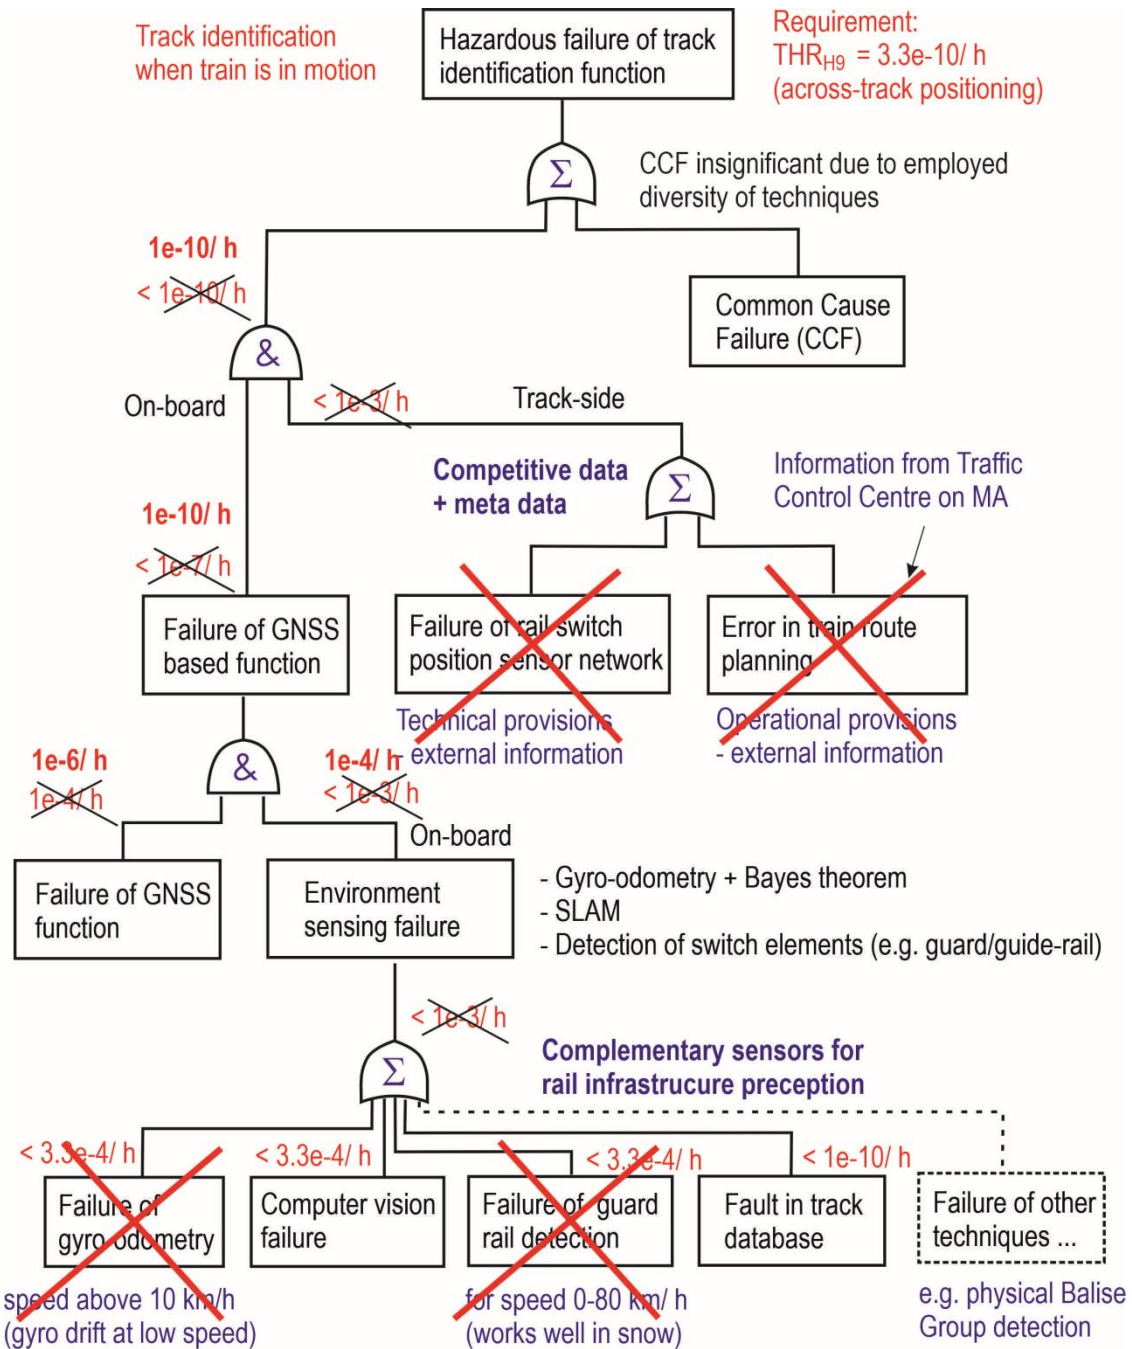 Track identification
when train is in motion
Hazardous failure of track
identification function
Requirement:
THR_H9 = 3.3e-10/ h
(across-track positioning)
Σ
CCF insignificant due to employed
diversity of techniques
1e-10/ h
< 1e-10/ h
Common Cause
Failure (CCF)
&
On-board
< 1e-3/ h
Track-side
Competitive data
+ meta data
Σ
Information from Traffic
Control Centre on MA
1e-10/ h
< 1e-7/ h
Failure of GNSS
based function
Failure of rail switch
position sensor network
Error in train route
planning
Technical provisions
- external information
Operational provisions
- external information
1e-6/ h
1e-4/ h
&
1e-4/ h
< 1e-3/ h
On-board
Failure of GNSS
function
Environment
sensing failure
- Gyro-odometry + Bayes theorem
- SLAM
- Detection of switch elements (e.g. guard/guide-rail)
< 1e-3/ h
Σ
Complementary sensors for
rail infrastrucure preception
< 3.3e-4/ h
< 3.3e-4/ h
< 3.3e-4/ h
< 1e-10/ h
Failure of
gyro-odometry
Computer vision
failure
Failure of guard
rail detection
Fault in track
database
Failure of other
techniques ...
speed above 10 km/h
(gyro drift at low speed)
for speed 0-80 km/ h
(works well in snow)
e.g. physical Balise
Group detection